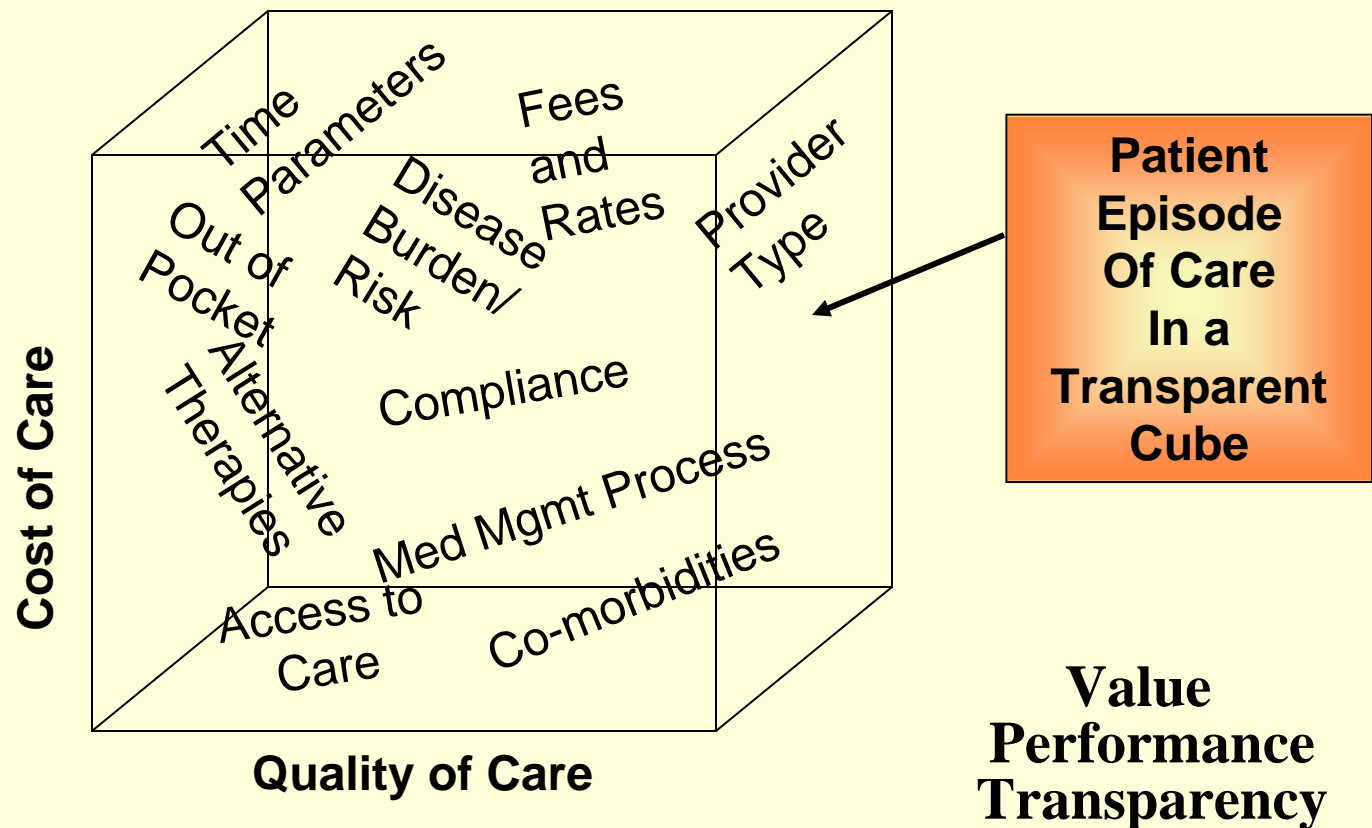 Time
Parameters
Fees
and
Rates
Provider
Type
Disease
Burden/
Risk
Out of
Pocket
Alternative
Therapies
Compliance
Med Mgmt Process
Co-morbidities
Access to
Care
Cost of Care
Quality of Care
Patient
Episode
Of Care
In a
Transparent
Cube
Value
Performance
Transparency